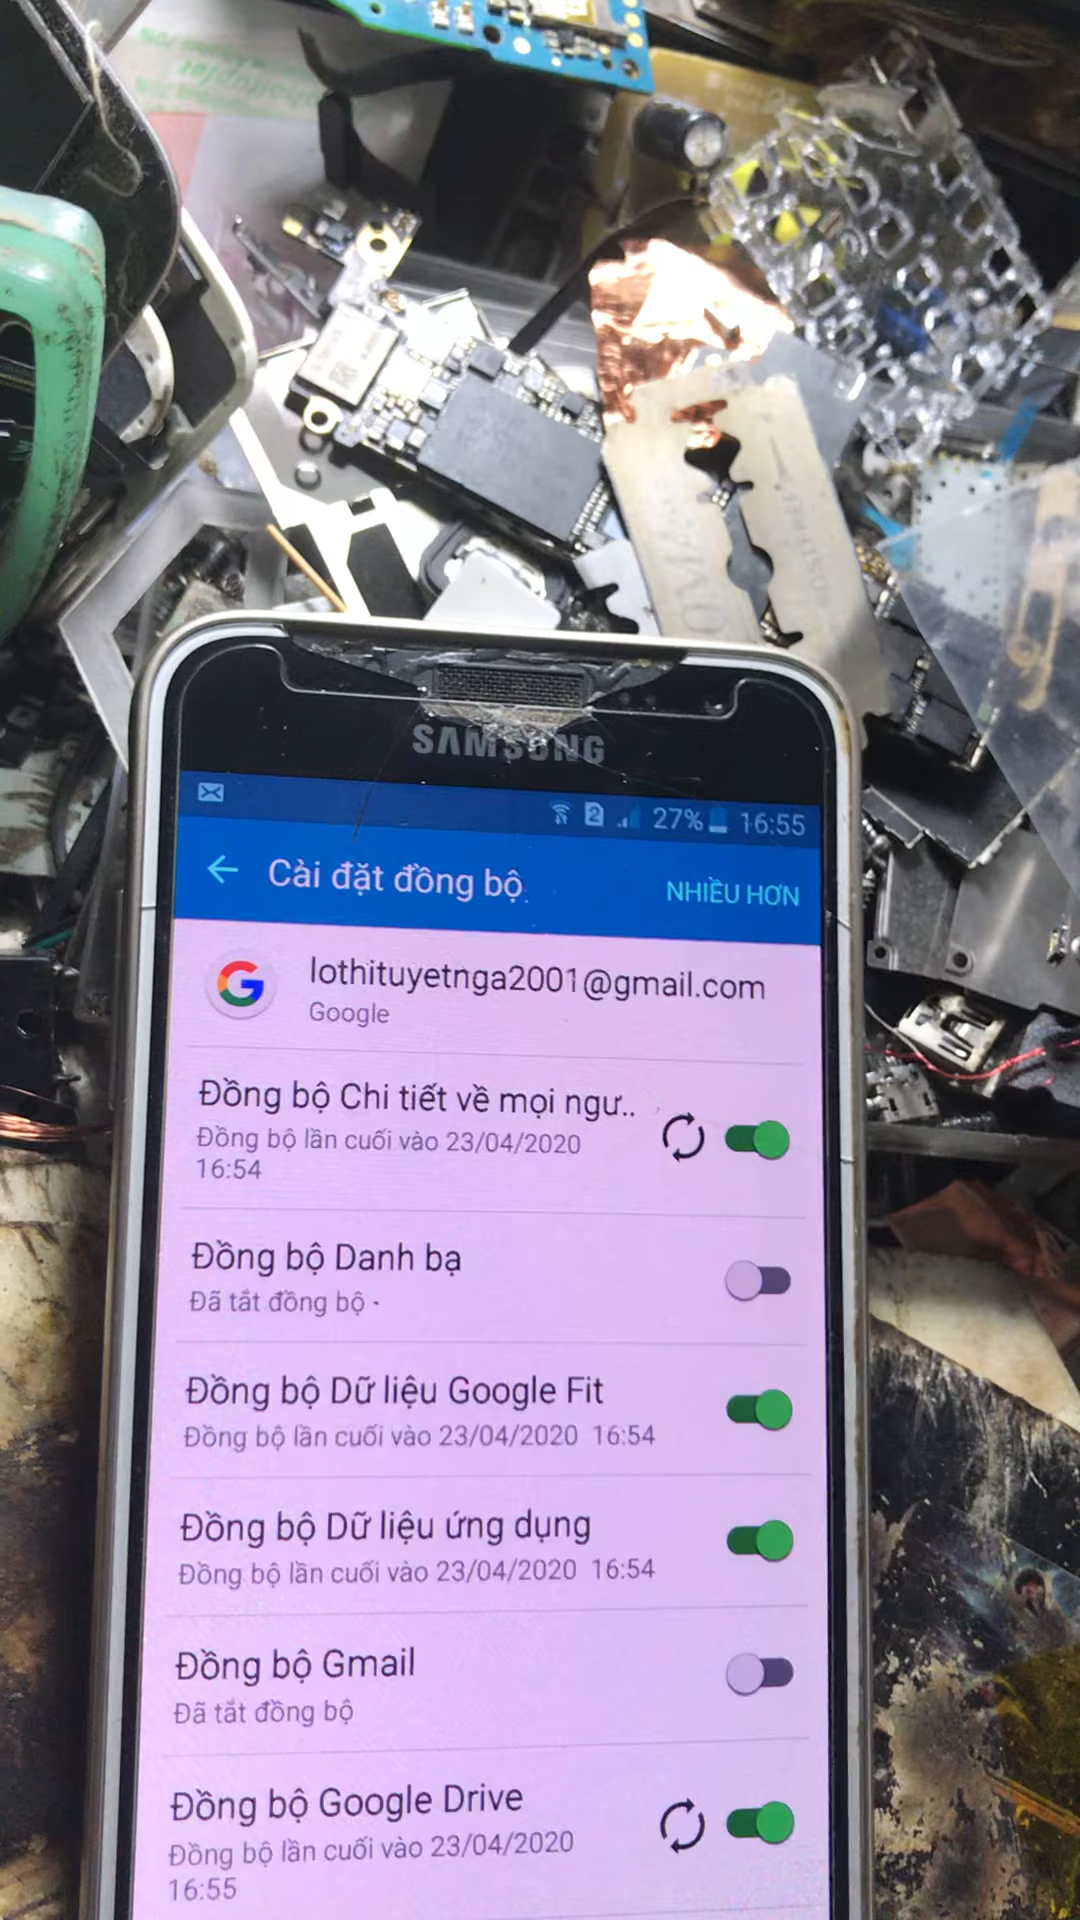 SAMSUNG
2 27% 16:55
Cài đặt đồng bộ
NHIỀU HƠN
lothituyetnga2001@gmail.com
Google
Đồng bộ Chi tiết về mọi ngư..
Đồng bộ lần cuối vào 23/04/2020
16:54
Đồng bộ Danh bạ
Đã tắt đồng bộ
Đồng bộ Dữ liệu Google Fit
Đồng bộ lần cuối vào 23/04/2020 16:54
Đồng bộ Dữ liệu ứng dụng
Đồng bộ lần cuối vào 23/04/2020 16:54
Đồng bộ Gmail
Đã tắt đồng bộ
Đồng bộ Google Drive
Đồng bộ lần cuối vào 23/04/2020
16:55